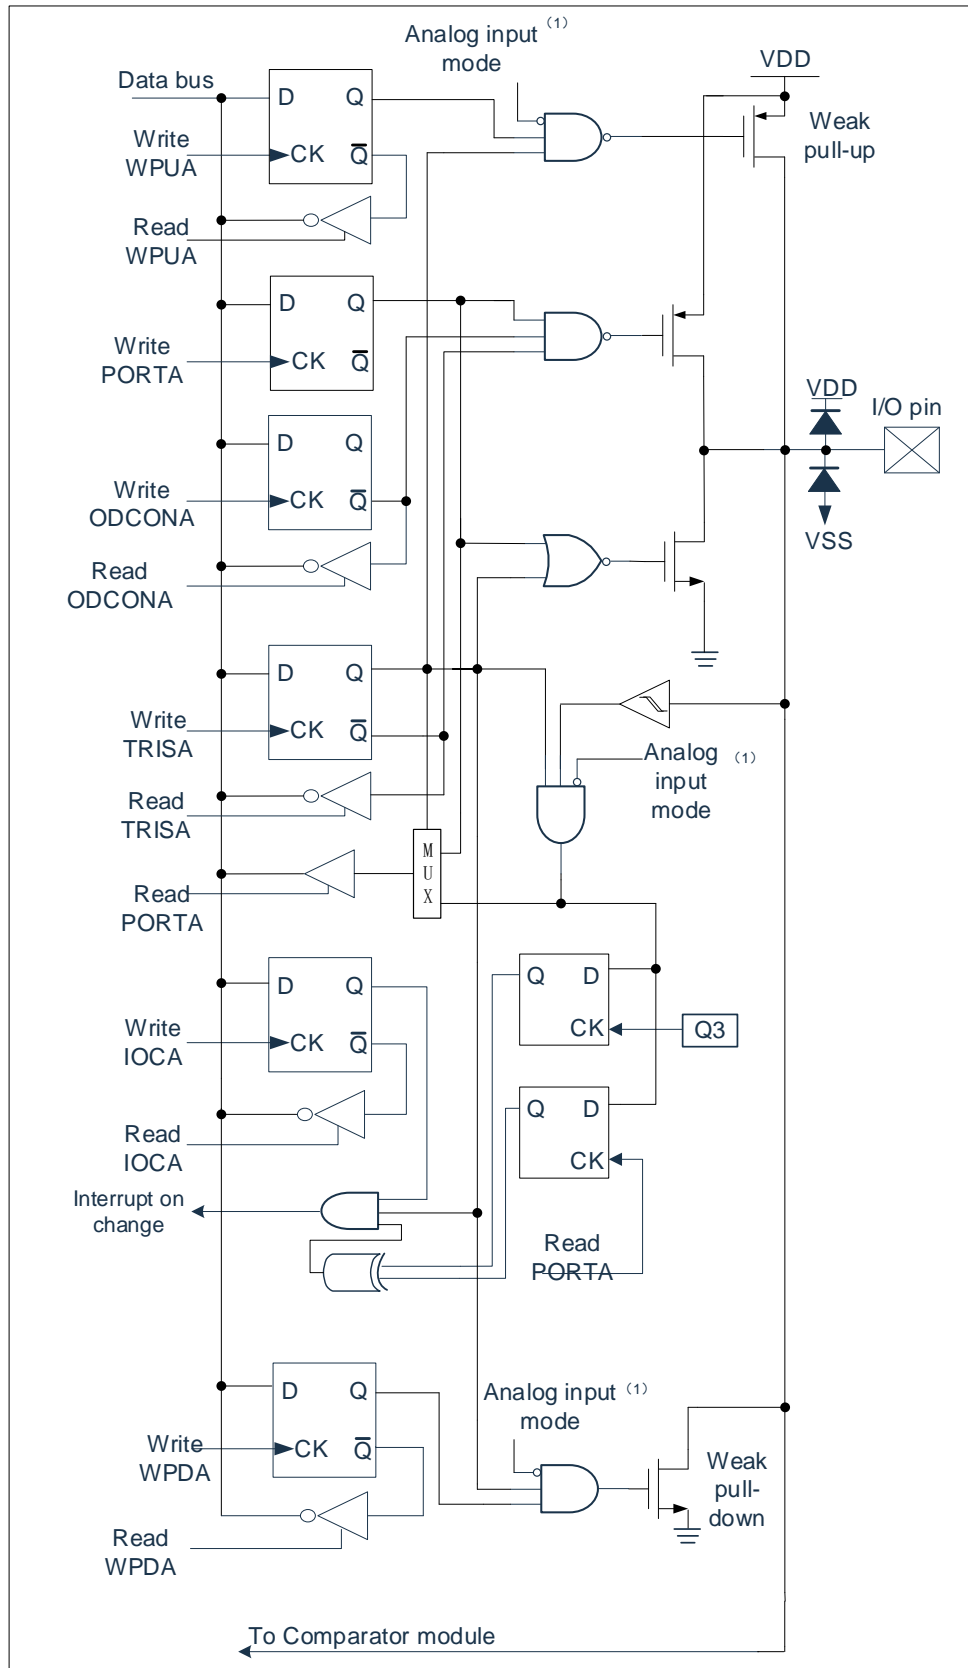 Analog input (1)
mode
VDD
Data bus
D Q
Weak
pull-up
Write
WPUA
CK Q
Read
WPUA
D Q
Write
PORTA
CK Q
VDD
I/O pin
D Q
Write
ODCONA
CK Q
VSS
Read
ODCONA
D Q
Write
TRISA
CK Q
Analog (1)
input
mode
Read
TRISA
MUX
Read
PORTA
Q D
D Q
Write
IOCA
CK Q
CK
Q3
Q D
Read
IOCA
CK
Interrupt on
change
Read
PORTA
D Q
Analog input (1)
mode
Write
WPDA
CK Q
Weak
pull-
down
Read
WPDA
To Comparator module